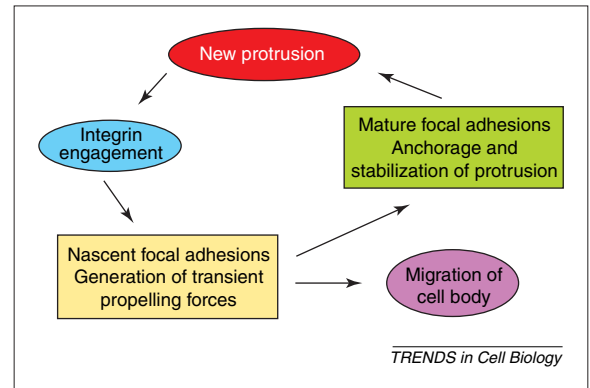 New protrusion
Integrin
engagement
Mature focal adhesions
Anchorage and
stabilization of protrusion
Nascent focal adhesions
Generation of transient
propelling forces
Migration of
cell body
TRENDS in Cell Biology